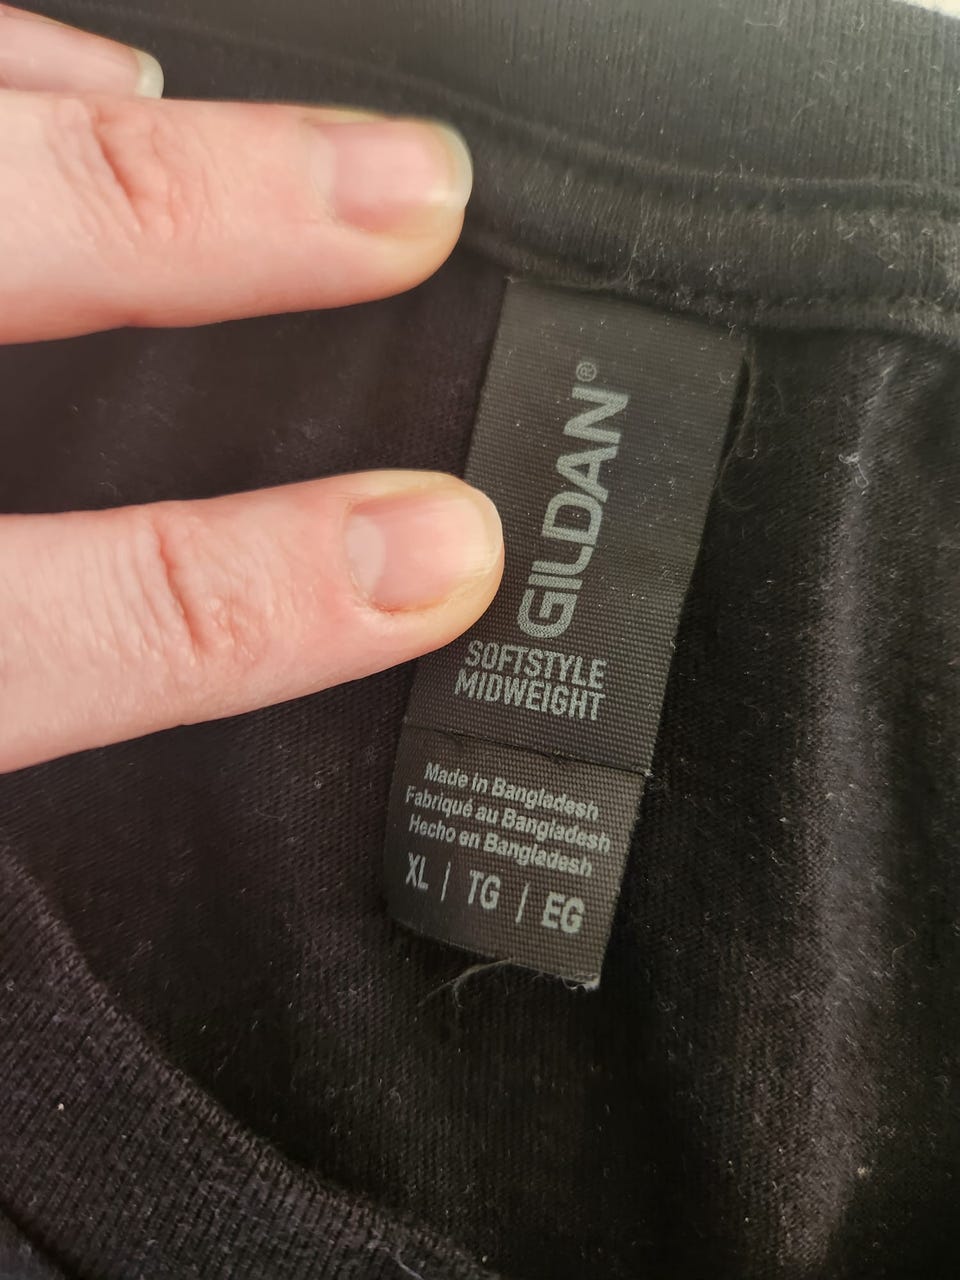 GILDAN®
SOFTSTYLE
MIDWEIGHT
Made in Bangladesh
Fabriqué au Bangladesh
Hecho en Bangladesh
XL | TG | EG